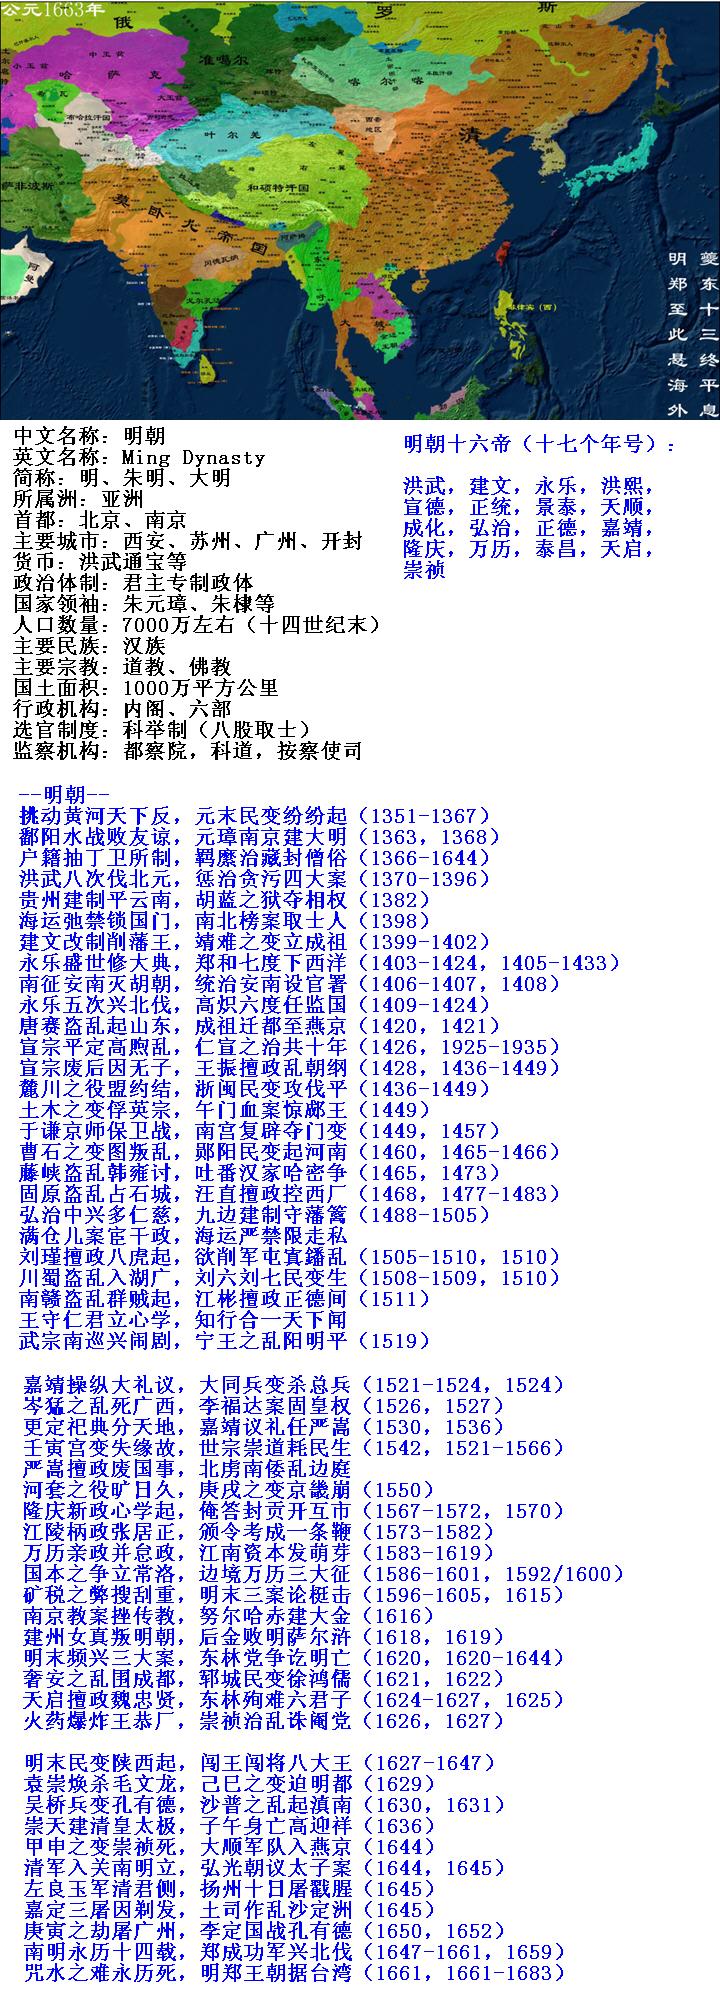 公元1663年
俄
罗
斯
小玉兹
中玉兹
哈萨克
准噶尔
喀尔喀
大玉兹
和硕特
布哈拉汗国
叶尔羌
西套地区
清
朝鲜
萨菲波斯
和硕特汗国
莫卧儿帝国
阿萨姆
阿曼
冈德瓦纳
戈尔孔达
东吁
大城
菲律宾（西）
夔东十三终平息
明郑至此悬海外
中文名称：明朝
英文名称：Ming Dynasty
简称：明、朱明、大明
所属洲：亚洲
首都：北京、南京
主要城市：西安、苏州、广州、开封
货币：洪武通宝等
政治体制：君主专制政体
国家领袖：朱元璋、朱棣等
人口数量：7000万左右（十四世纪末）
主要民族：汉族
主要宗教：道教、佛教
国土面积：1000万平方公里
行政机构：内阁、六部
选官制度：科举制（八股取士）
监察机构：都察院，科道，按察使司
明朝十六帝（十七个年号）：
洪武，建文，永乐，洪熙，
宣德，正统，景泰，天顺，
成化，弘治，正德，嘉靖，
隆庆，万历，泰昌，天启，
崇祯
--明朝--
挑动黄河天下反，元末民变纷纷起（1351-1367）
鄱阳水战败友谅，元璋南京建大明（1363，1368）
户籍抽丁卫所制，羁縻治藏封僧俗（1366-1644）
洪武八次伐北元，惩治贪污四大案（1370-1396）
贵州建制平云南，胡蓝之狱夺相权（1382）
海运弛禁锁国门，南北榜案取士人（1398）
建文改制削藩王，靖难之变立成祖（1399-1402）
永乐盛世修大典，郑和七度下西洋（1403-1424，1405-1433）
南征安南灭胡朝，统治安南设官署（1406-1407，1408）
永乐五次兴北伐，高炽六度任监国（1409-1424）
唐赛盗乱起山东，成祖迁都至燕京（1420，1421）
宣宗平定高煦乱，仁宣之治共十年（1426，1925-1935）
宣宗废后因无子，王振擅政乱朝纲（1428，1436-1449）
麓川之役盟约结，浙闽民变攻伐平（1436-1449）
土木之变俘英宗，午门血案惊郕王（1449）
于谦京师保卫战，南宫复辟夺门变（1449，1457）
曹石之变图叛乱，郧阳民变起河南（1460，1465-1466）
藤峡盗乱韩雍讨，吐番汉家哈密争（1465，1473）
固原盗乱占石城，汪直擅政控西厂（1468，1477-1483）
弘治中兴多仁慈，九边建制守藩篱（1488-1505）
满仓儿案宦干政，海运严禁限走私
刘瑾擅政八虎起，欲削军屯寘鐇乱（1505-1510，1510）
川蜀盗乱入湖广，刘六刘七民变生（1508-1509，1510）
南赣盗乱群贼起，江彬擅政正德间（1511）
王守仁君立心学，知行合一天下闻
武宗南巡兴闹剧，宁王之乱阳明平（1519）
嘉靖操纵大礼议，大同兵变杀总兵（1521-1524，1524）
岑猛之乱死广西，李福达案固皇权（1526，1527）
更定祀典分天地，嘉靖议礼任严嵩（1530，1536）
壬寅宫变失缘故，世宗崇道耗民生（1542，1521-1566）
严嵩擅政废国事，北虏南倭乱边庭
河套之役旷日久，庚戌之变京畿崩（1550）
隆庆新政心学起，俺答封贡开互市（1567-1572，1570）
江陵柄政张居正，颁令考成一条鞭（1573-1582）
万历亲政并怠政，江南资本发萌芽（1583-1619）
国本之争立常洛，边境万历三大征（1586-1601，1592/1600）
矿税之弊搜刮重，明末三案论梃击（1596-1605，1615）
南京教案挫传教，努尔哈赤建大金（1616）
建州女真叛明朝，后金败明萨尔浒（1618，1619）
明末频兴三大案，东林党争讫明亡（1620，1620-1644）
奢安之乱围成都，郓城民变徐鸿儒（1621，1622）
天启擅政魏忠贤，东林殉难六君子（1624-1627，1625）
火药爆炸王恭厂，崇祯治乱诛阉党（1626，1627）
明末民变陕西起，闯王闯将八大王（1627-1647）
袁崇焕杀毛文龙，己巳之变迫明都（1629）
吴桥兵变孔有德，沙普之乱起滇南（1630，1631）
崇天建清皇太极，子午身亡高迎祥（1636）
甲申之变崇祯死，大顺军队入燕京（1644）
清军入关南明立，弘光朝议太子案（1644，1645）
左良玉军清君侧，扬州十日屠戮腥（1645）
嘉定三屠因剃发，土司作乱沙定洲（1645）
庚寅之劫屠广州，李定国战孔有德（1650，1652）
南明永历十四载，郑成功军兴北伐（1647-1661，1659）
咒水之难永历死，明郑王朝据台湾（1661，1661-1683）